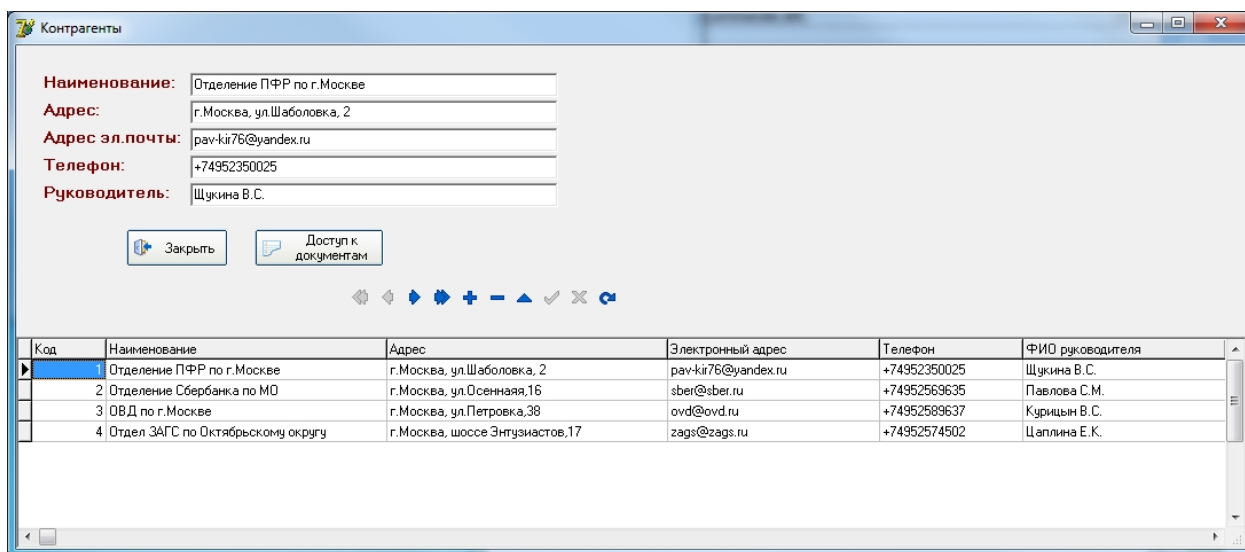 Контрагенты
Наименование: Отделение ПФР по г.Москве
Адрес: г.Москва, ул.Шаболовка, 2
Адрес эл.почты: pav-kir76@yandex.ru
Телефон: +74952350025
Руководитель: Щукина В.С.
Закрыть
Доступ к
документам
Код Наименование Адрес Электронный адрес Телефон ФИО руководителя
1 Отделение ПФР по г.Москве г.Москва, ул.Шаболовка, 2 pav-kir76@yandex.ru +74952350025 Щукина В.С.
2 Отделение Сбербанка по МО г.Москва, ул.Осеннаяя,16 sber@sber.ru +74952569635 Павлова С.М.
3 ОВД по г.Москве г.Москва, ул.Петровка,38 ovd@ovd.ru +74952589637 Курицын В.С.
4 Отдел ЗАГС по Октябрьскому округу г.Москва, шоссе Энтузиастов,17 zags@zags.ru +74952574502 Цаплина Е.К.